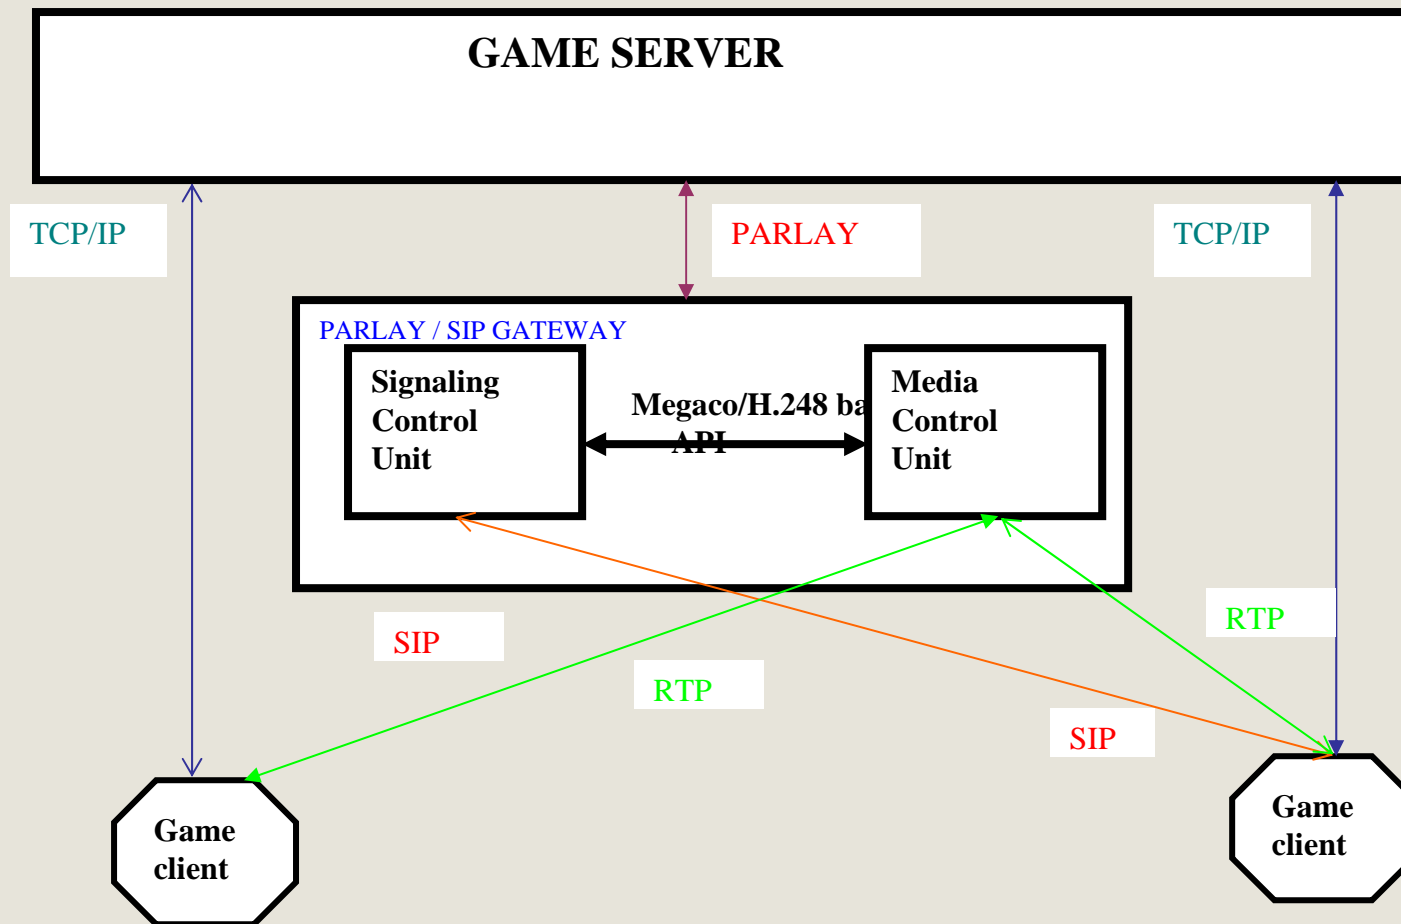 GAME SERVER
TCP/IP
PARLAY
TCP/IP
PARLAY / SIP GATEWAY
Signaling
Control
Unit
Megaco/H.248 ba
API
Media
Control
Unit
SIP
RTP
RTP
SIP
Game
client
Game
client